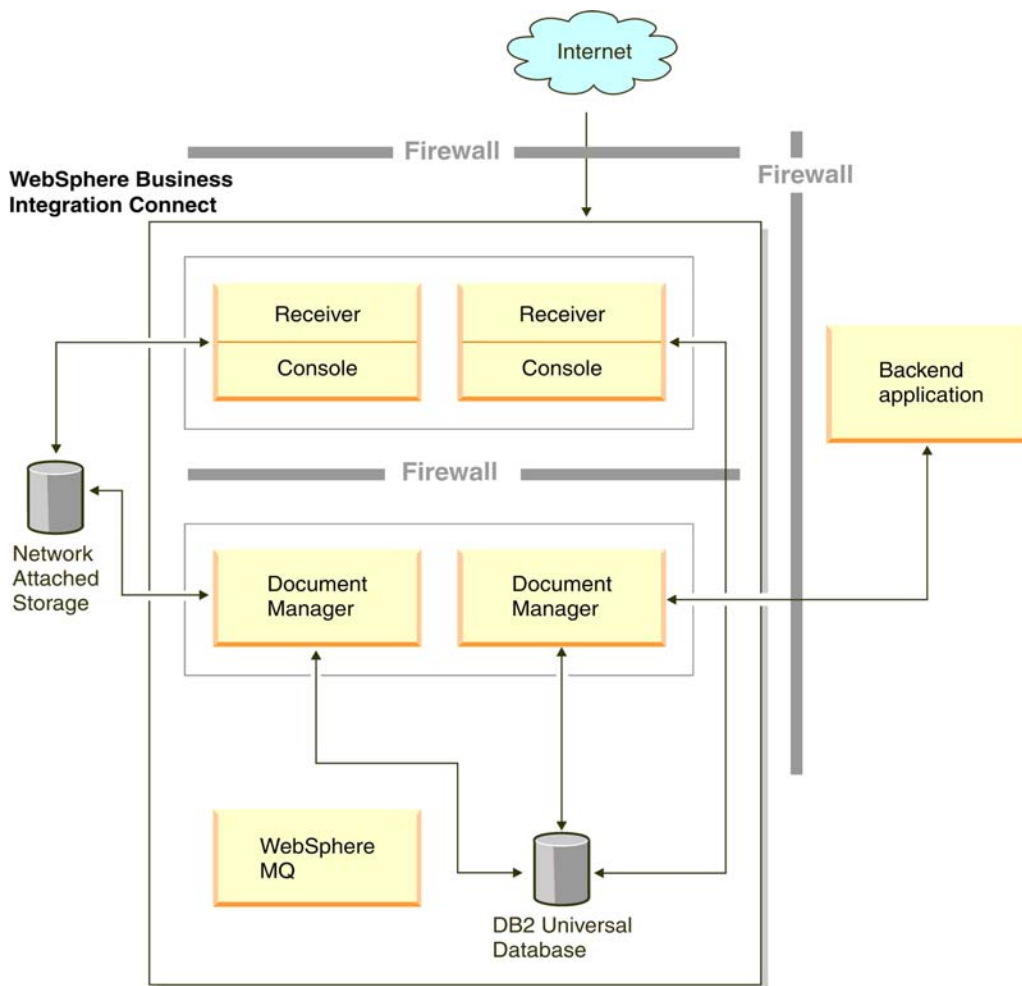 Internet
Firewall
Firewall
WebSphere Business
Integration Connect
Receiver
Console
Receiver
Console
Backend
application
Firewall
Network
Attached
Storage
Document
Manager
Document
Manager
WebSphere
MQ
DB2 Universal
Database